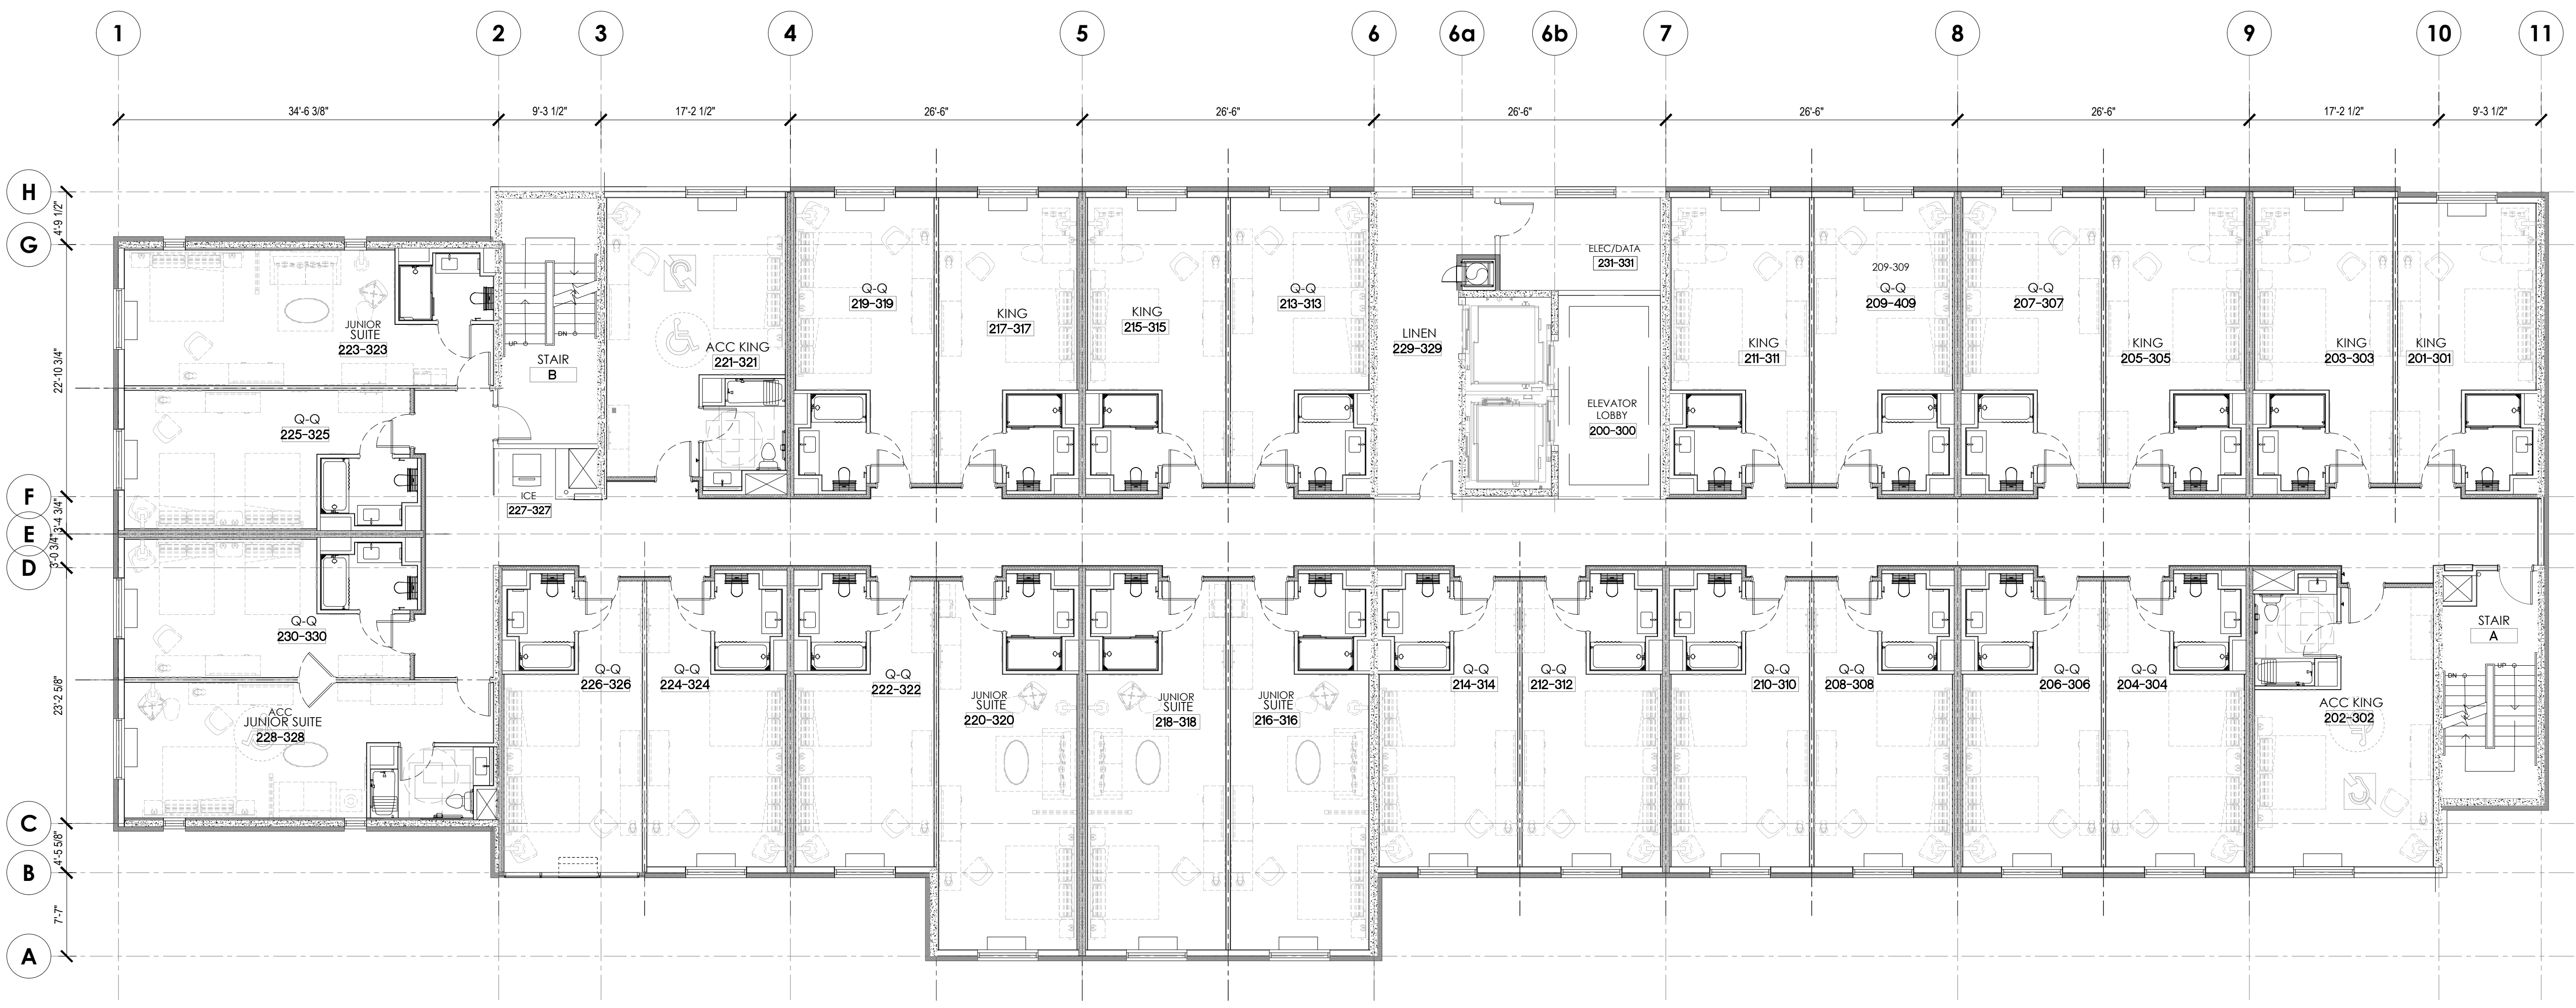 1
2
3
4
5
6
6a
6b
7
8
9
10
11
34'-6 3/8"
9'-3 1/2"
17'-2 1/2"
26'-6"
26'-6"
26'-6"
26'-6"
26'-6"
17'-2 1/2"
9'-3 1/2"
H
G
F
E
D
C
B
A
4'-9 1/2"
22'-10 3/4"
3'-4 3/4"
3'-0 3/4"
23'-2 5/8"
4'-5 5/8"
7'-7"
JUNIOR
SUITE
223-323
UP
DN
STAIR
B
ACC KING
221-321
Q-Q
219-319
KING
217-317
KING
215-315
Q-Q
213-313
LINEN
229-329
ELEC/DATA
231-331
ELEVATOR
LOBBY
200-300
KING
211-311
209-309
Q-Q
209-409
Q-Q
207-307
KING
205-305
KING
203-303
KING
201-301
Q-Q
225-325
ICE
227-327
Q-Q
230-330
ACC
JUNIOR SUITE
228-328
Q-Q
226-326
Q-Q
224-324
Q-Q
222-322
JUNIOR
SUITE
220-320
JUNIOR
SUITE
218-318
JUNIOR
SUITE
216-316
Q-Q
214-314
Q-Q
212-312
Q-Q
210-310
Q-Q
208-308
Q-Q
206-306
Q-Q
204-304
ACC KING
202-302
STAIR
A
UP
DN